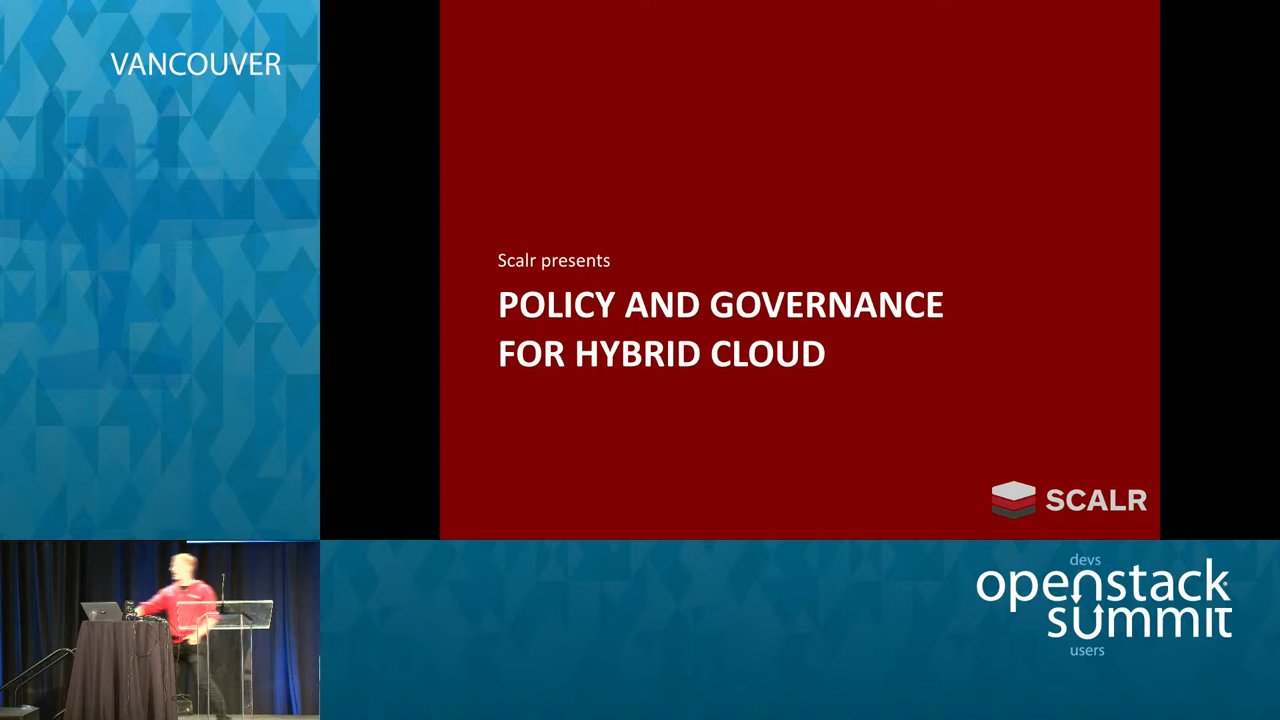 VANCOUVER
Scalr presents
POLICY AND GOVERNANCE
FOR HYBRID CLOUD
SCALR
devs
openstack
summit
users